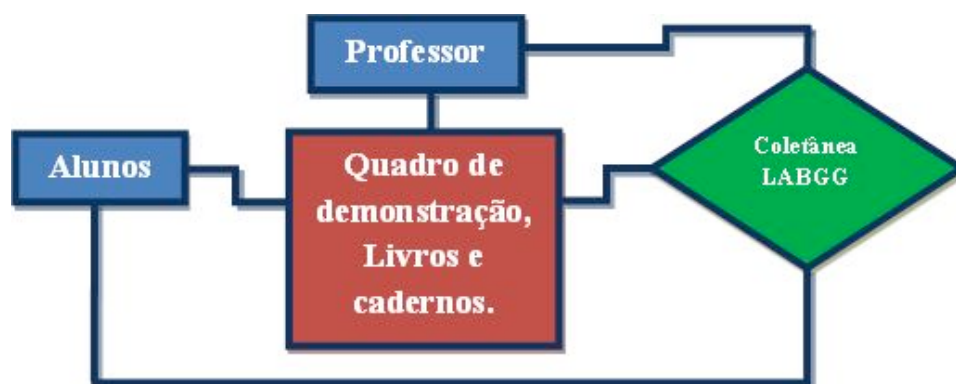 Professor
Alunos
Quadro de
demonstração,
Livros e
cadernos.
Coletânea
LABGG